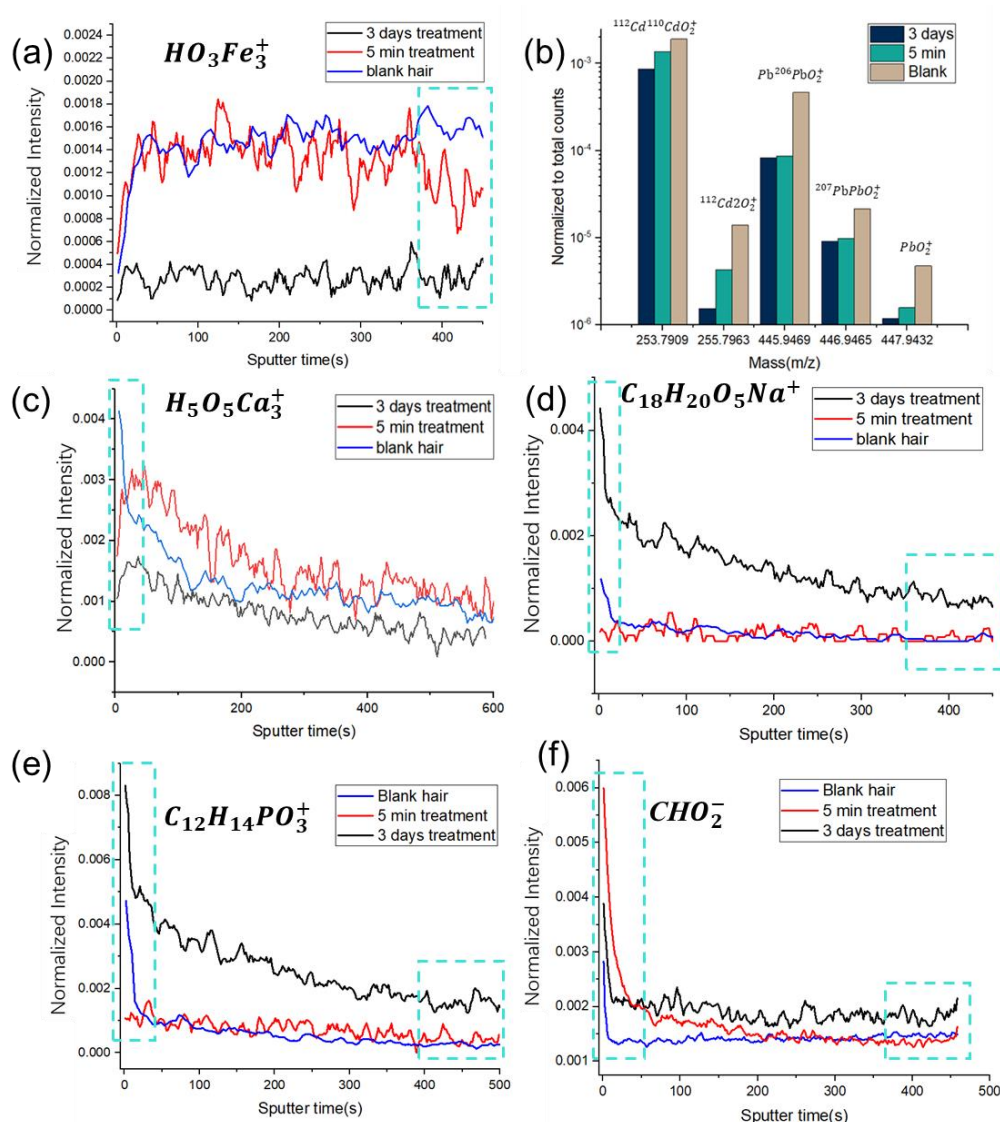 (a)
HO₃Fe₃⁺
3 days treatment
5 min treatment
blank hair
Normalized Intensity
0.0024
0.0022
0.0020
0.0018
0.0016
0.0014
0.0012
0.0010
0.0008
0.0006
0.0004
0.0002
0.0000
0 100 200 300 400
Sputter time(s)
(b)
¹¹²Cd¹¹⁰CdO₂⁺
3 days
5 min
Blank
Pb²⁰⁶PbO₂⁺
²⁰⁷PbPbO₂⁺
¹¹²Cd2O₂⁺
PbO₂⁺
Normalized to total counts
10⁻³
10⁻⁴
10⁻⁵
10⁻⁶
253.7909 255.7963 445.9469 446.9465 447.9432
Mass(m/z)
(c)
H₅O₅Ca₃⁺
3 days treatment
5 min treatment
blank hair
Normalized Intensity
0.004
0.003
0.002
0.001
0.000
0 200 400 600
Sputter time(s)
(d)
C₁₈H₂₀O₅Na⁺
3 days treatment
5 min treatment
blank hair
Normalized Intensity
0.004
0.002
0.000
0 100 200 300 400
Sputter time(s)
(e)
C₁₂H₁₄PO₃⁺
Blank hair
5 min treatment
3 days treatment
Normalized Intensity
0.008
0.006
0.004
0.002
0.000
0 100 200 300 400 500
Sputter time(s)
(f)
CHO₂⁻
Blank hair
5 min treatment
3 days treatment
Normalized Intensity
0.006
0.005
0.004
0.003
0.002
0.001
0 100 200 300 400 500
Sputter time(s)